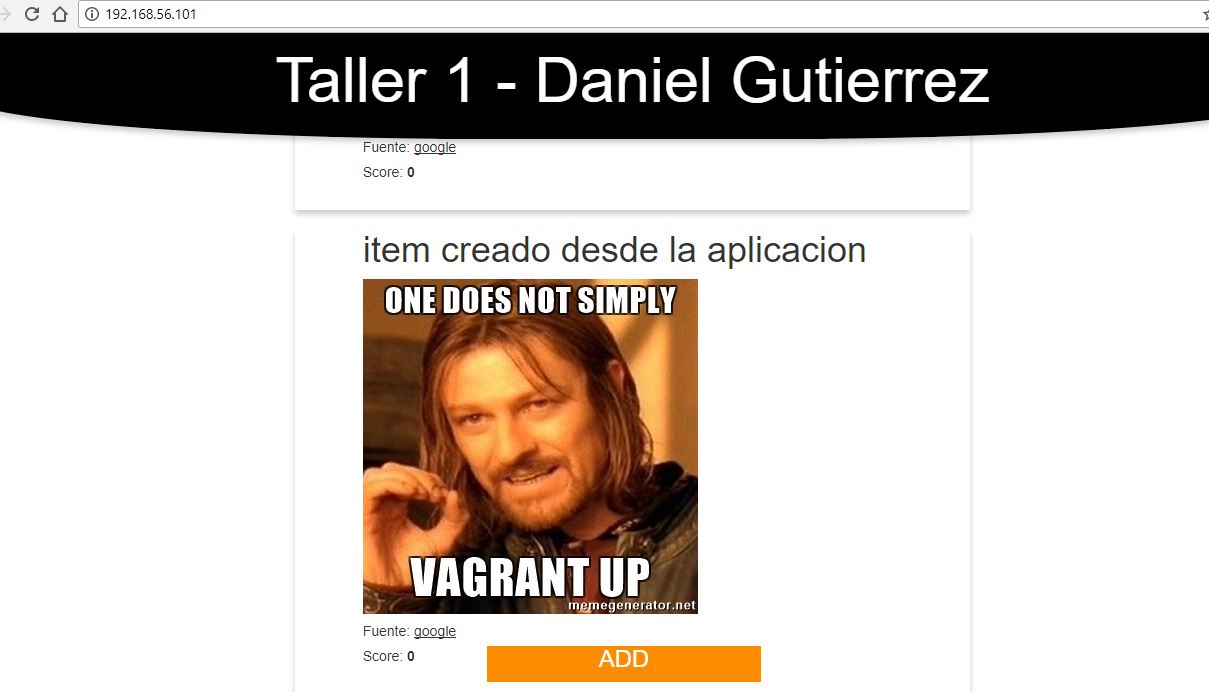 192.168.56.101
Taller 1 - Daniel Gutierrez
Fuente: google
Score: 0
item creado desde la aplicacion
ONE DOES NOT SIMPLY
VAGRANT UP
memegenerator.net
Fuente: google
Score: 0
ADD